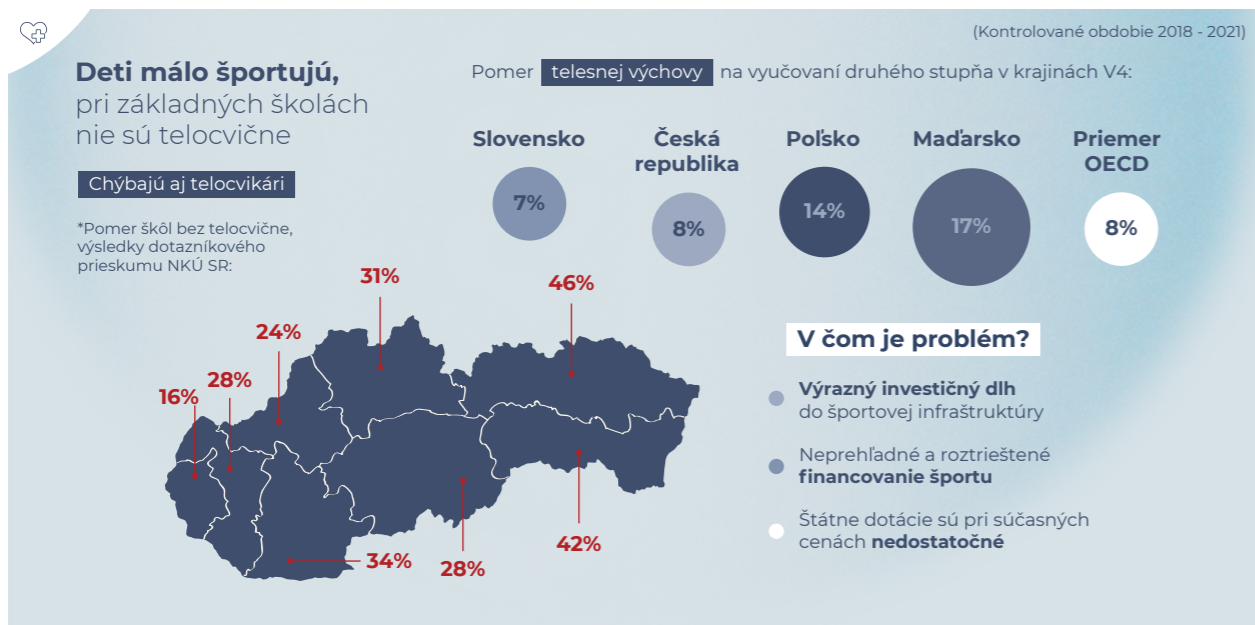 (Kontrolované obdobie 2018 - 2021)
Deti málo športujú,
pri základných školách
nie sú telocvične
Chýbajú aj telocvikári
*Pomer škôl bez telocvične,
výsledky dotazníkového
prieskumu NKÚ SR:
Pomer telesnej výchovy na vyučovaní druhého stupňa v krajinách V4:
Slovensko
7%
Česká
republika
8%
Poľsko
14%
Maďarsko
17%
Priemer
OECD
8%
31%
46%
24%
28%
16%
34%
28%
42%
V čom je problém?
Výrazný investičný dlh
do športovej infraštruktúry
Neprehľadné a roztrieštené
financovanie športu
Štátne dotácie sú pri súčasných
cenách nedostatočné